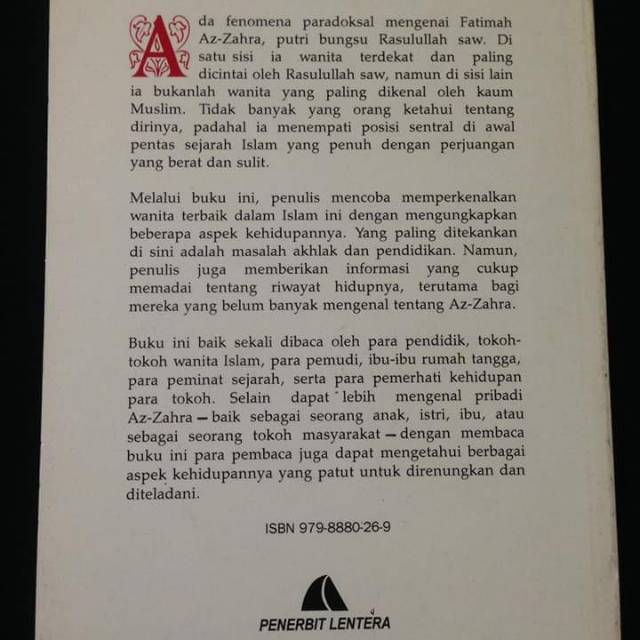 Ada fenomena paradoksal mengenai Fatimah
Az-Zahra, putri bungsu Rasulullah saw. Di
satu sisi ia wanita terdekat dan paling
dicintai oleh Rasulullah saw, namun di sisi lain
ia bukanlah wanita yang paling dikenal oleh kaum
Muslim. Tidak banyak yang orang ketahui tentang
dirinya, padahal ia menempati posisi sentral di awal
pentas sejarah Islam yang penuh dengan perjuangan
yang berat dan sulit.
Melalui buku ini, penulis mencoba memperkenalkan
wanita terbaik dalam Islam ini dengan mengungkapkan
beberapa aspek kehidupannya. Yang paling ditekankan
di sini adalah masalah akhlak dan pendidikan. Namun,
penulis juga memberikan informasi yang cukup
memadai tentang riwayat hidupnya, terutama bagi
mereka yang belum banyak mengenal tentang Az-Zahra.
Buku ini baik sekali dibaca oleh para pendidik, tokoh-
tokoh wanita Islam, para pemudi, ibu-ibu rumah tangga,
para peminat sejarah, serta para pemerhati kehidupan
para tokoh. Selain dapat lebih mengenal pribadi
Az-Zahra — baik sebagai seorang anak, istri, ibu, atau
sebagai seorang tokoh masyarakat — dengan membaca
buku ini para pembaca juga dapat mengetahui berbagai
aspek kehidupannya yang patut untuk direnungkan dan
diteladani.
ISBN 979-8880-26-9
PENERBIT LENTERA